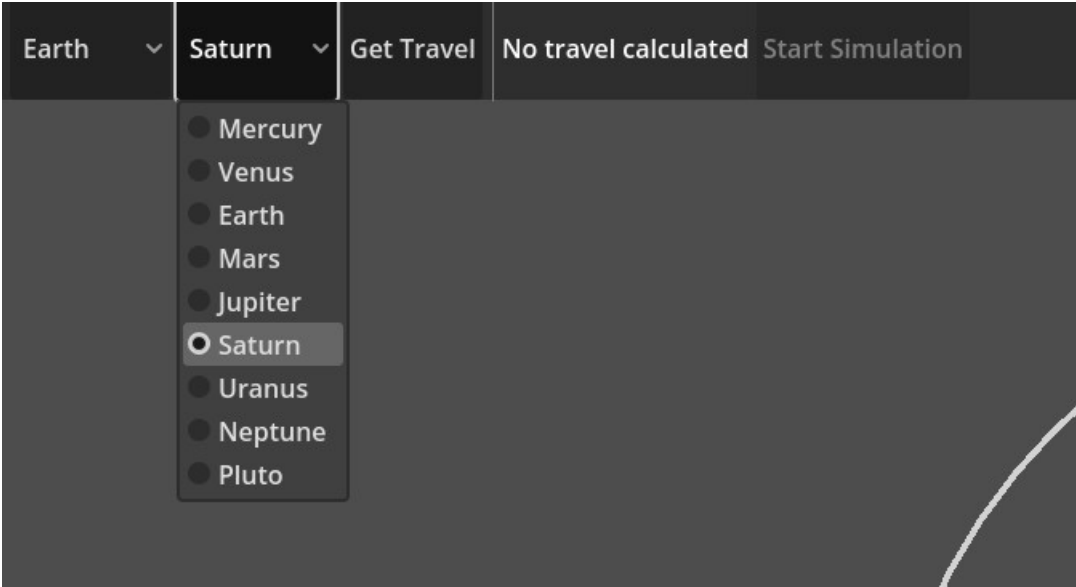 Earth Saturn Get Travel No travel calculated Start Simulation
Mercury
Venus
Earth
Mars
Jupiter
Saturn
Uranus
Neptune
Pluto